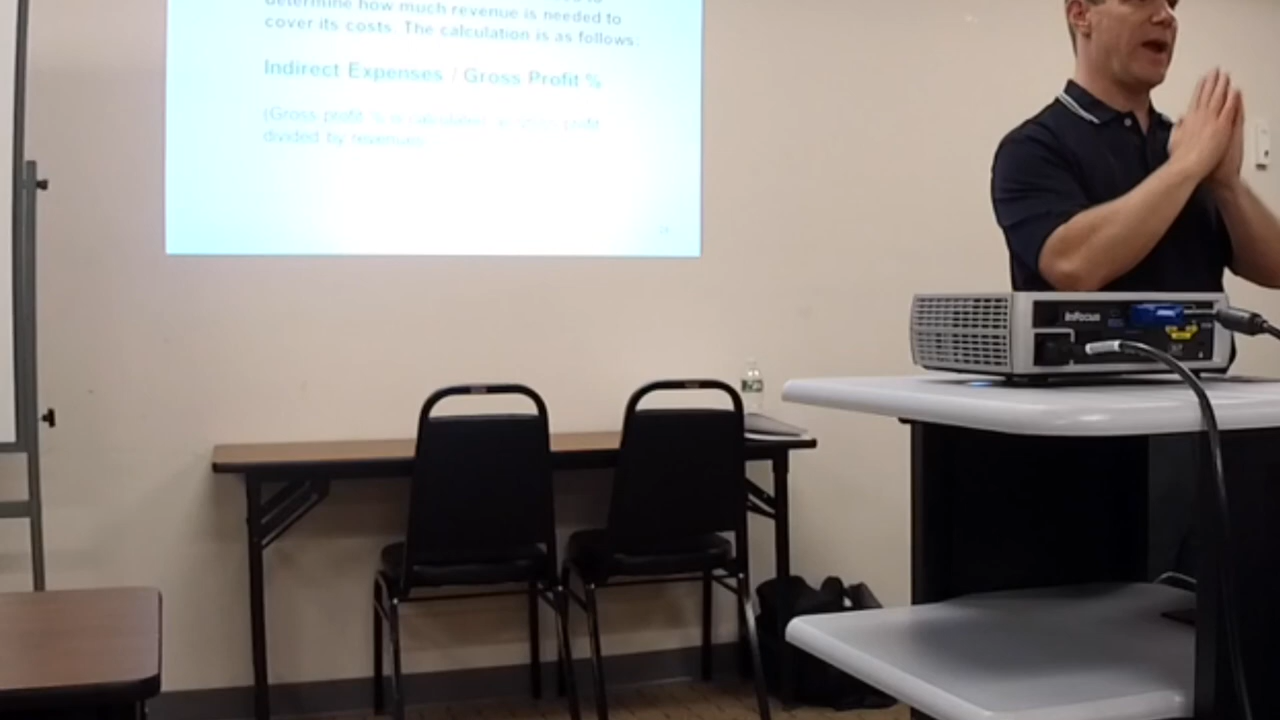 determine how much revenue is needed to
cover its costs. The calculation is as follows:
Indirect Expenses / Gross Profit %
(Gross profit % is calculated as gross profit
divided by revenue)
InFocus